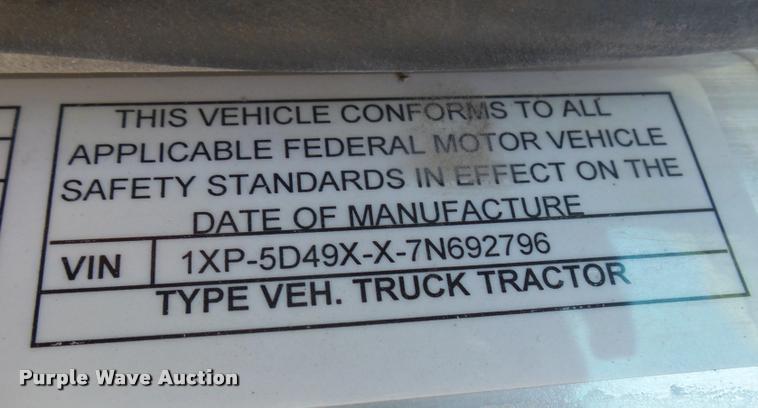 THIS VEHICLE CONFORMS TO ALL
APPLICABLE FEDERAL MOTOR VEHICLE
SAFETY STANDARDS IN EFFECT ON THE
DATE OF MANUFACTURE
VIN 1XP-5D49X-X-7N692796
TYPE VEH. TRUCK TRACTOR
Purple Wave Auction